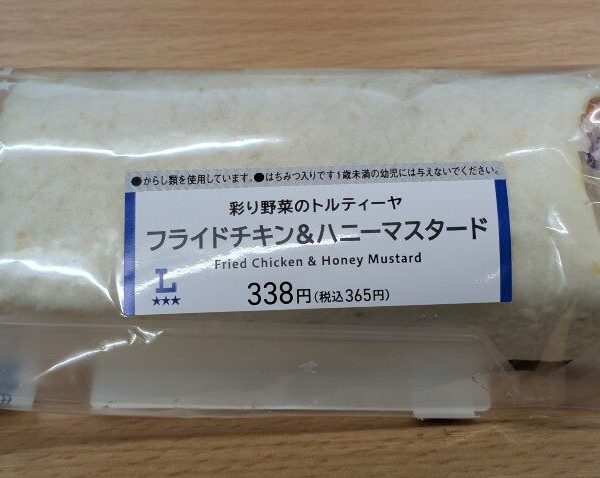 ●からし類を使用しています。●はちみつ入りです1歳未満の幼児には与えないでください。
彩り野菜のトルティーヤ
フライドチキン&ハニーマスタード
Fried Chicken & Honey Mustard
L
★★★
338円(税込365円)